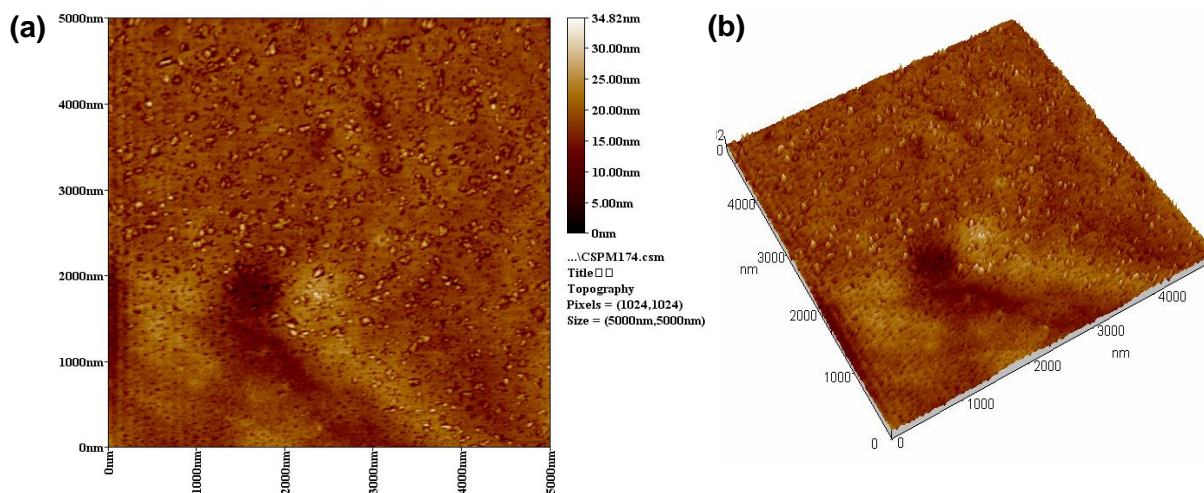 (a)
5000nm
4000nm
3000nm
2000nm
1000nm
0nm
0nm
1000nm
2000nm
3000nm
4000nm
5000nm
34.82nm
30.00nm
25.00nm
20.00nm
15.00nm
10.00nm
5.00nm
0nm
...\CSPM174.csm
Title□□
Topography
Pixels = (1024,1024)
Size = (5000nm,5000nm)
(b)
4000
3000
nm
2000
1000
0
0
1000
2000
nm
3000
4000